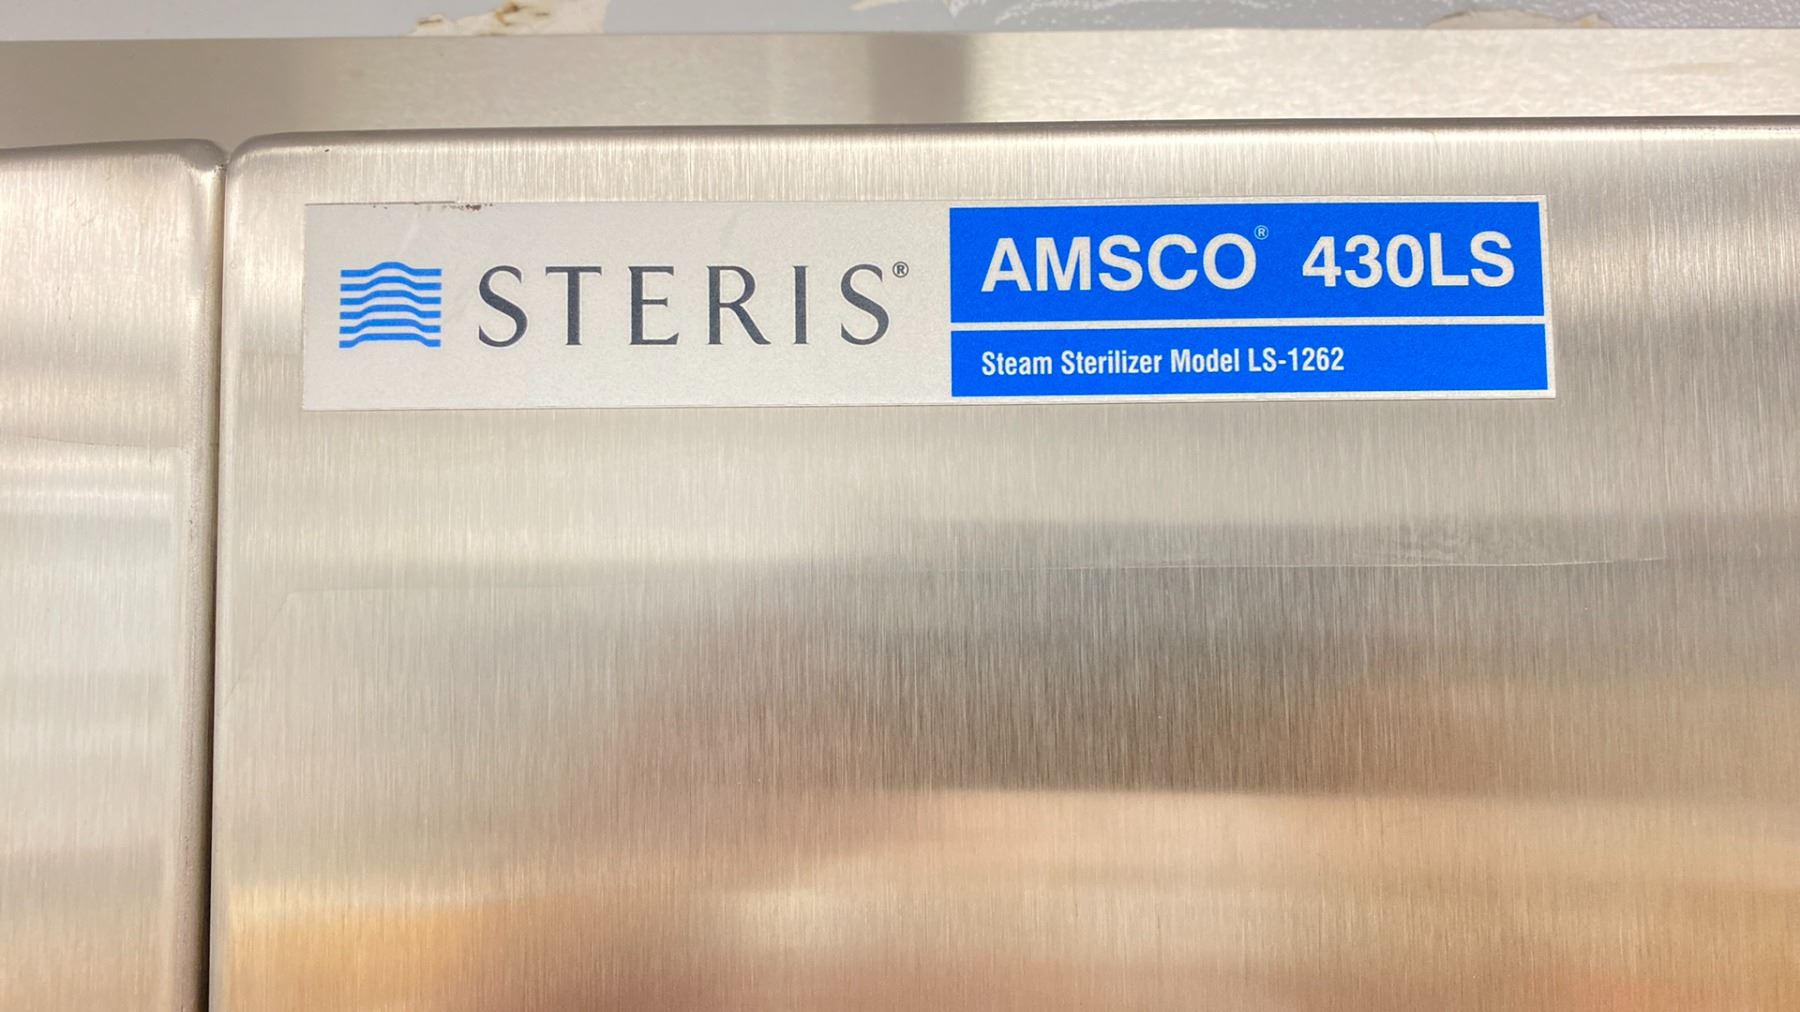 STERIS®
AMSCO® 430LS
Steam Sterilizer Model LS-1262